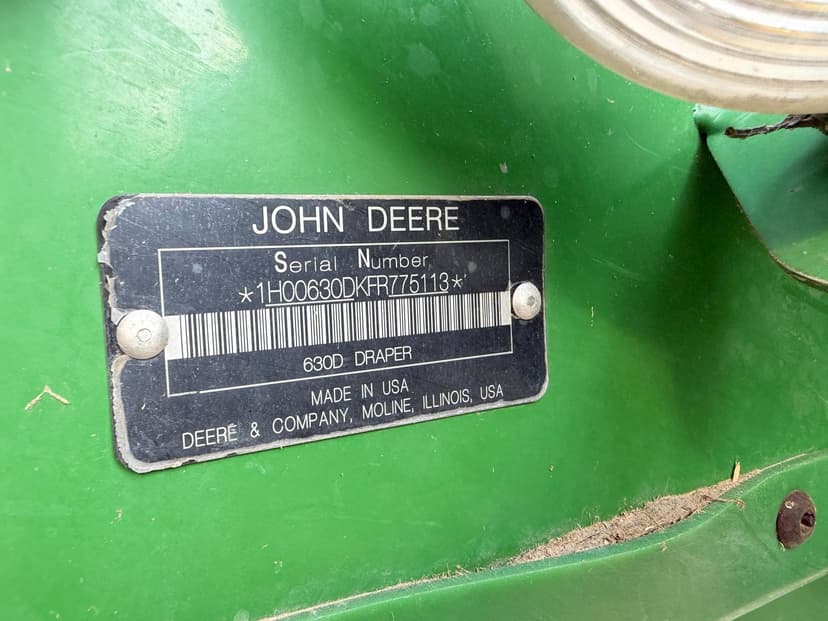 JOHN DEERE
Serial Number
*1H00630DKFR775113*
630D DRAPER
MADE IN USA
DEERE & COMPANY, MOLINE, ILLINOIS, USA